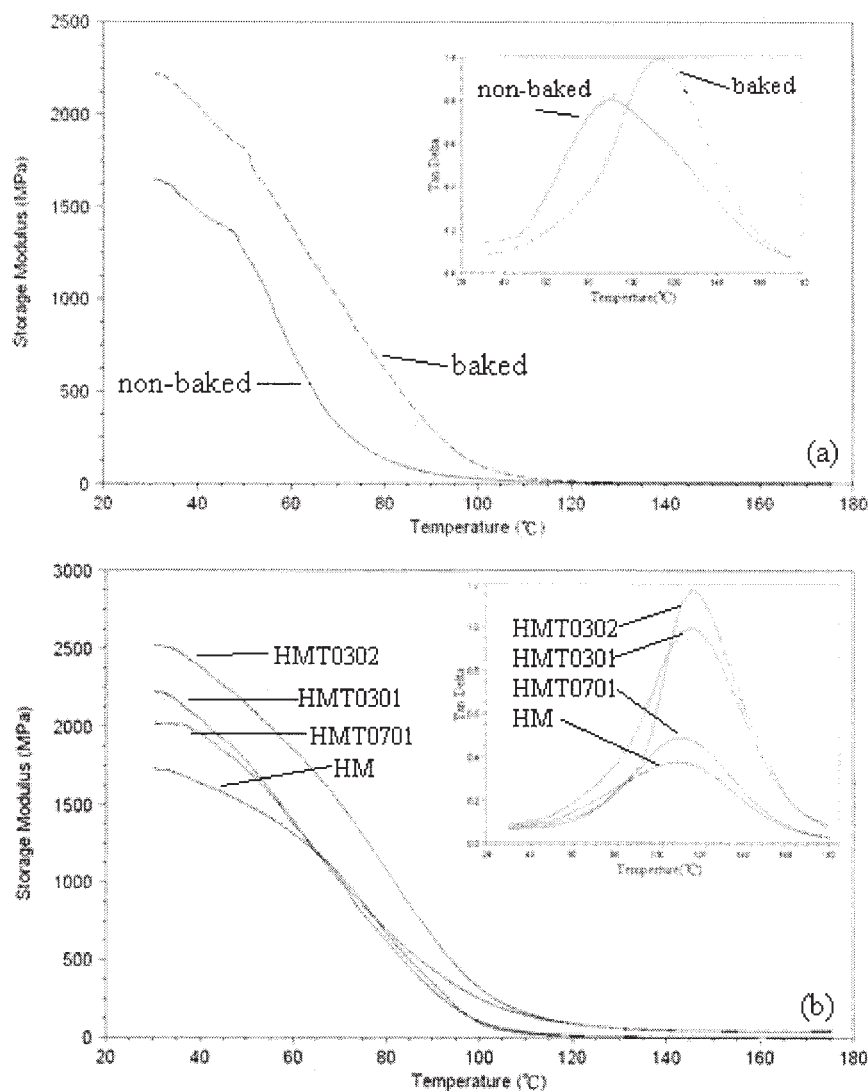 2500
2000
1500
1000
500
0
Storage Modulus (MPa)
20 40 60 80 100 120 140 160 180
Temperature (℃)
non-baked
baked
non-baked
baked
Tan Delta
Temperture(℃)
(a)
3000
2500
2000
1500
1000
500
0
Storage Modulus (MPa)
20 40 60 80 100 120 140 160 180
Temperature (℃)
HMT0302
HMT0301
HMT0701
HM
HMT0302
HMT0301
HMT0701
HM
Tan Delta
Temperture(℃)
(b)